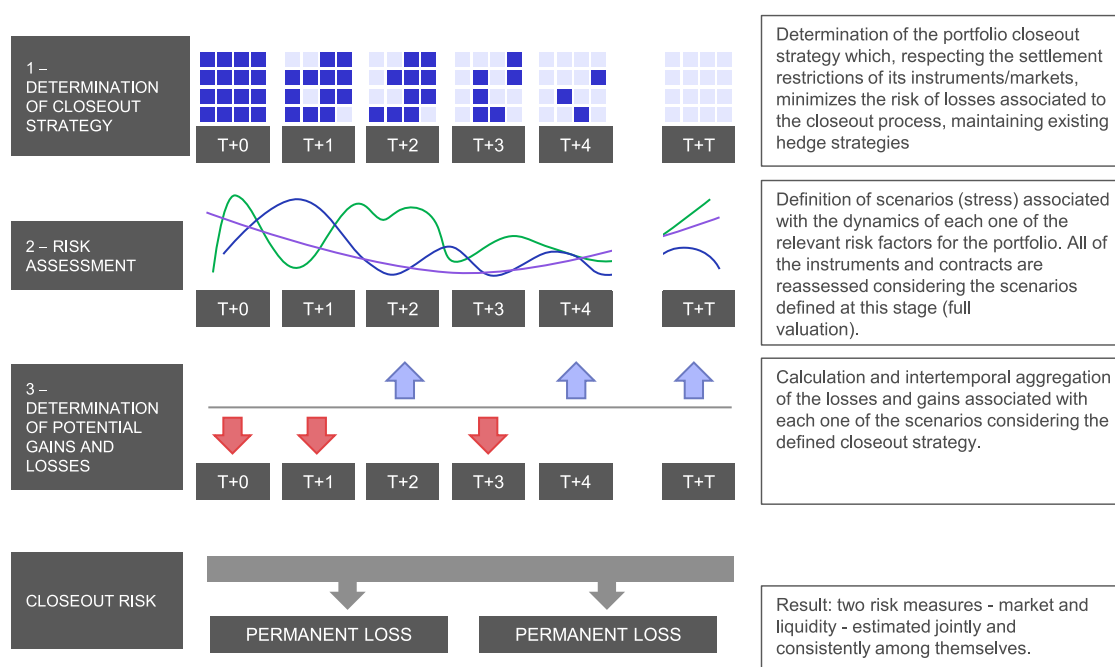 1 –
DETERMINATION
OF CLOSEOUT
STRATEGY
T+0
T+1
T+2
T+3
T+4
T+T
Determination of the portfolio closeout
strategy which, respecting the settlement
restrictions of its instruments/markets,
minimizes the risk of losses associated to
the closeout process, maintaining existing
hedge strategies
2 – RISK
ASSESSMENT
T+0
T+1
T+2
T+3
T+4
T+T
Definition of scenarios (stress) associated
with the dynamics of each one of the
relevant risk factors for the portfolio. All of
the instruments and contracts are
reassessed considering the scenarios
defined at this stage (full
valuation).
3 –
DETERMINATION
OF POTENTIAL
GAINS AND
LOSSES
T+0
T+1
T+2
T+3
T+4
T+T
Calculation and intertemporal aggregation
of the losses and gains associated with
each one of the scenarios considering the
defined closeout strategy.
CLOSEOUT RISK
PERMANENT LOSS
PERMANENT LOSS
Result: two risk measures - market and
liquidity - estimated jointly and
consistently among themselves.